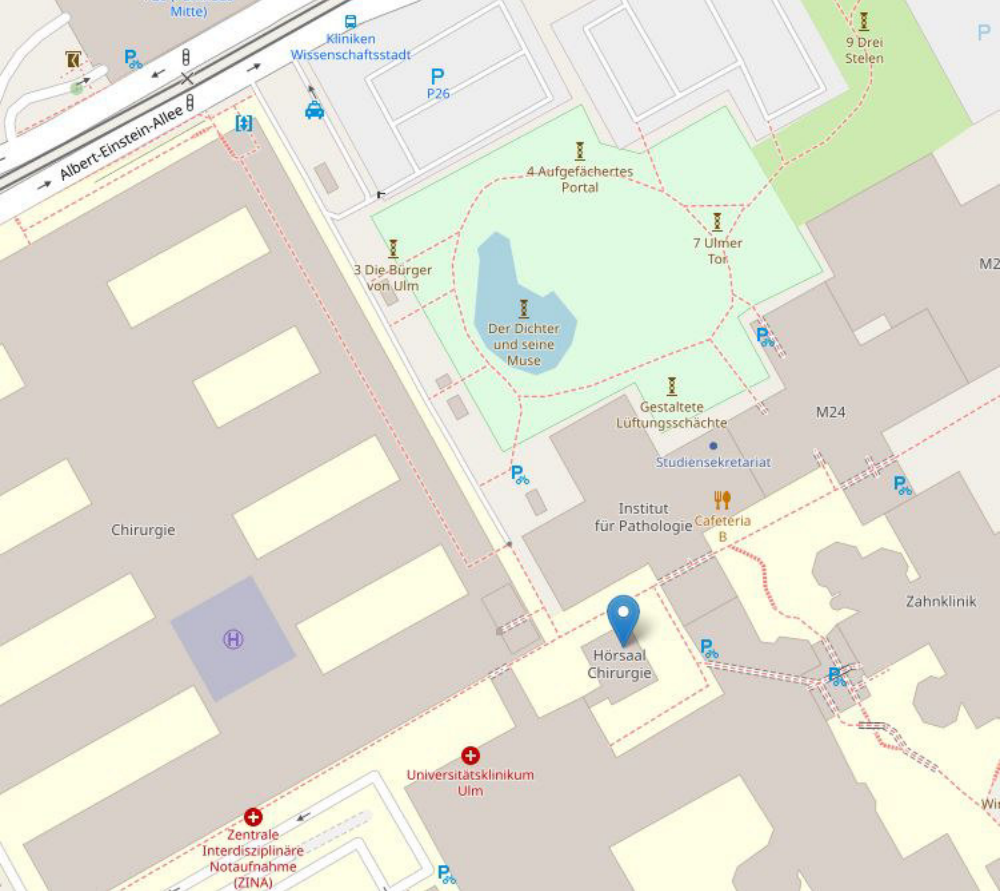 Mitte)
Kliniken
Wissenschaftsstadt
P
P26
P
9 Drei
Stelen
Albert-Einstein-Allee
4 Aufgefächertes
Portal
7 Ulmer
Tor
3 Die Bürger
von Ulm
M2
Der Dichter
und seine
Muse
Gestaltete
Lüftungsschächte
M24
Studiensekretariat
Institut
für Pathologie
Cafeteria
B
Chirurgie
Zahnklinik
H
Hörsaal
Chirurgie
Universitätsklinikum
Ulm
Zentrale
Interdisziplinäre
Notaufnahme
(ZINA)
P
P
P
P
P
P
P